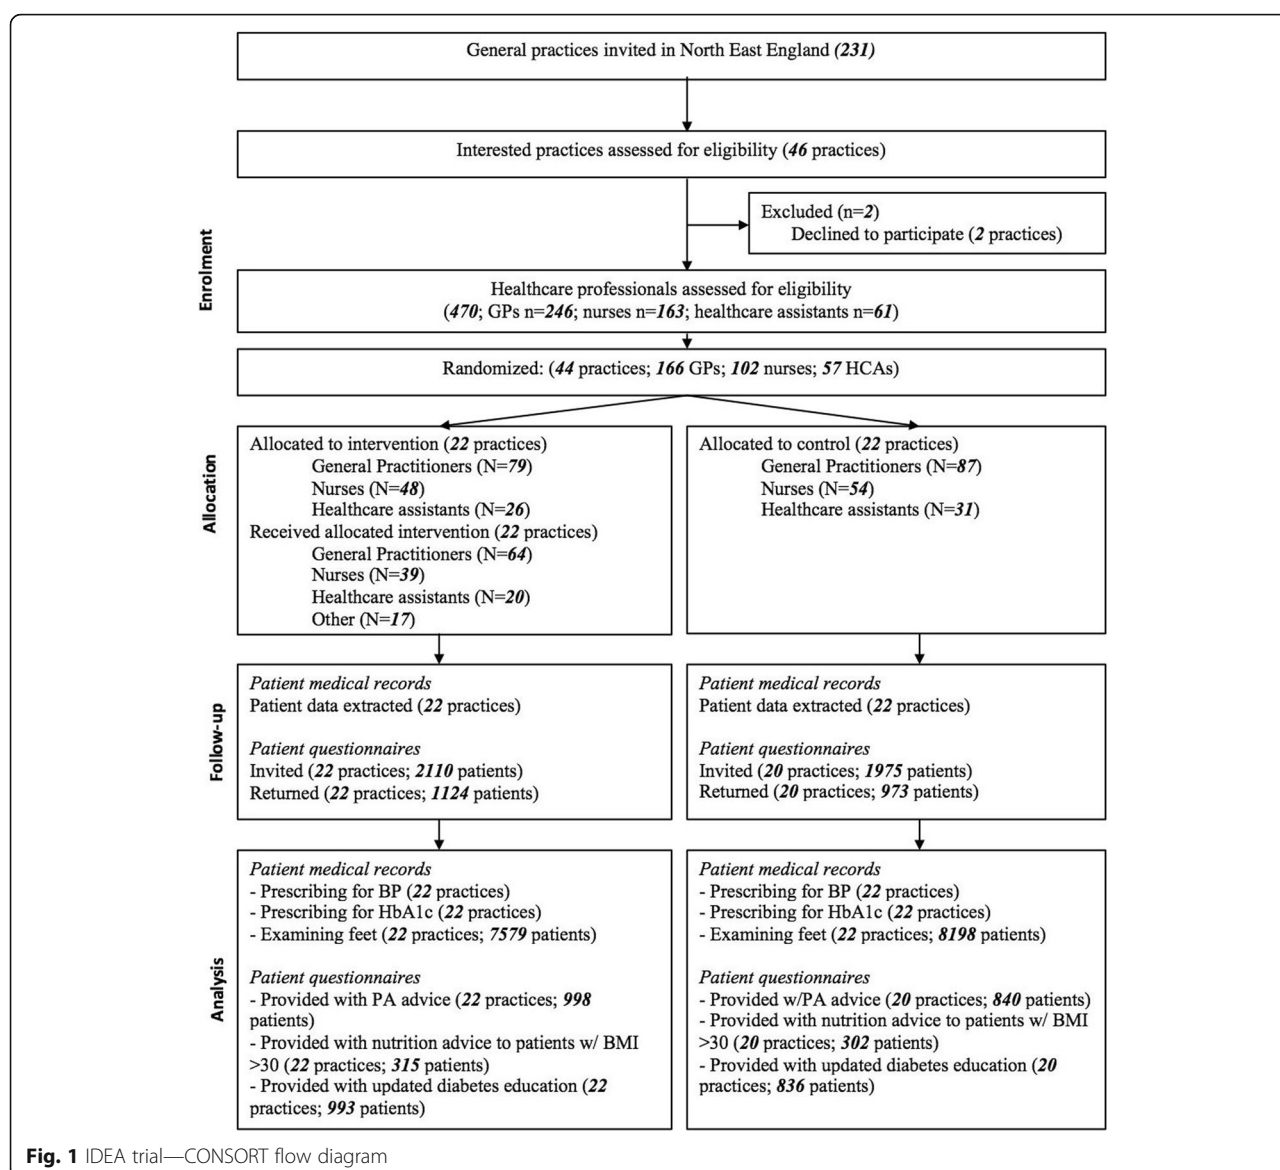 General practices invited in North East England (231)
Interested practices assessed for eligibility (46 practices)
Excluded (n=2)
Declined to participate (2 practices)
Enrolment
Healthcare professionals assessed for eligibility
(470; GPs n=246; nurses n=163; healthcare assistants n=61)
Randomized: (44 practices; 166 GPs; 102 nurses; 57 HCAs)
Allocation
Allocated to intervention (22 practices)
General Practitioners (N=79)
Nurses (N=48)
Healthcare assistants (N=26)
Received allocated intervention (22 practices)
General Practitioners (N=64)
Nurses (N=39)
Healthcare assistants (N=20)
Other (N=17)
Allocated to control (22 practices)
General Practitioners (N=87)
Nurses (N=54)
Healthcare assistants (N=31)
Follow-up
Patient medical records
Patient data extracted (22 practices)
Patient questionnaires
Invited (22 practices; 2110 patients)
Returned (22 practices; 1124 patients)
Patient medical records
Patient data extracted (22 practices)
Patient questionnaires
Invited (20 practices; 1975 patients)
Returned (20 practices; 973 patients)
Analysis
Patient medical records
- Prescribing for BP (22 practices)
- Prescribing for HbA1c (22 practices)
- Examining feet (22 practices; 7579 patients)
Patient questionnaires
- Provided with PA advice (22 practices; 998
patients)
- Provided with nutrition advice to patients w/ BMI
>30 (22 practices; 315 patients)
- Provided with updated diabetes education (22
practices; 993 patients)
Patient medical records
- Prescribing for BP (22 practices)
- Prescribing for HbA1c (22 practices)
- Examining feet (22 practices; 8198 patients)
Patient questionnaires
- Provided w/PA advice (20 practices; 840 patients)
- Provided with nutrition advice to patients w/ BMI
>30 (20 practices; 302 patients)
- Provided with updated diabetes education (20
practices; 836 patients)
Fig. 1 IDEA trial—CONSORT flow diagram